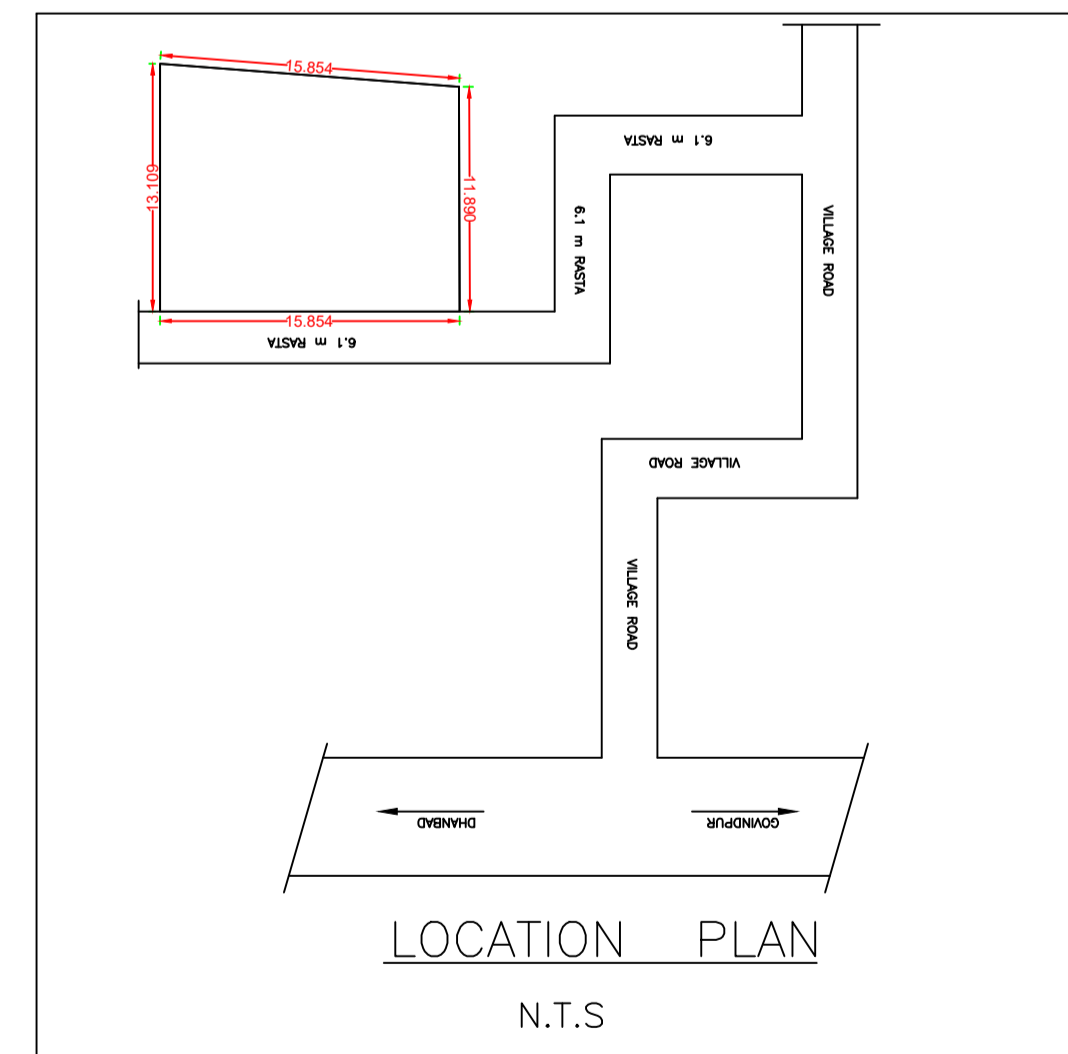 15.854
13.109
11.890
15.854
6.1 m RASTA
6.1 m RASTA
6.1 m RASTA
VILLAGE ROAD
VILLAGE ROAD
VILLAGE ROAD
DHANBAD
GOVINDPUR
LOCATION PLAN
N.T.S